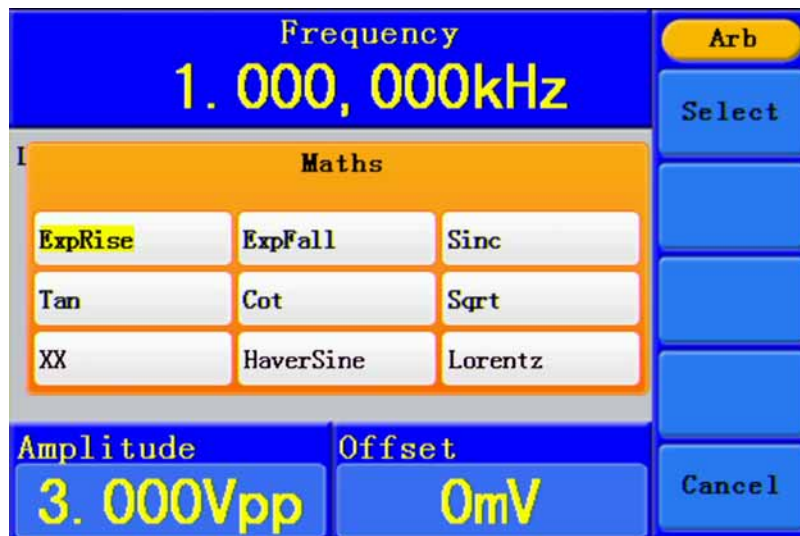 Frequency
1.000,000kHz
Arb
Select
Maths
ExpRise
ExpFall
Sinc
Tan
Cot
Sqrt
XX
HaverSine
Lorentz
Amplitude
3.000Vpp
Offset
0mV
Cancel